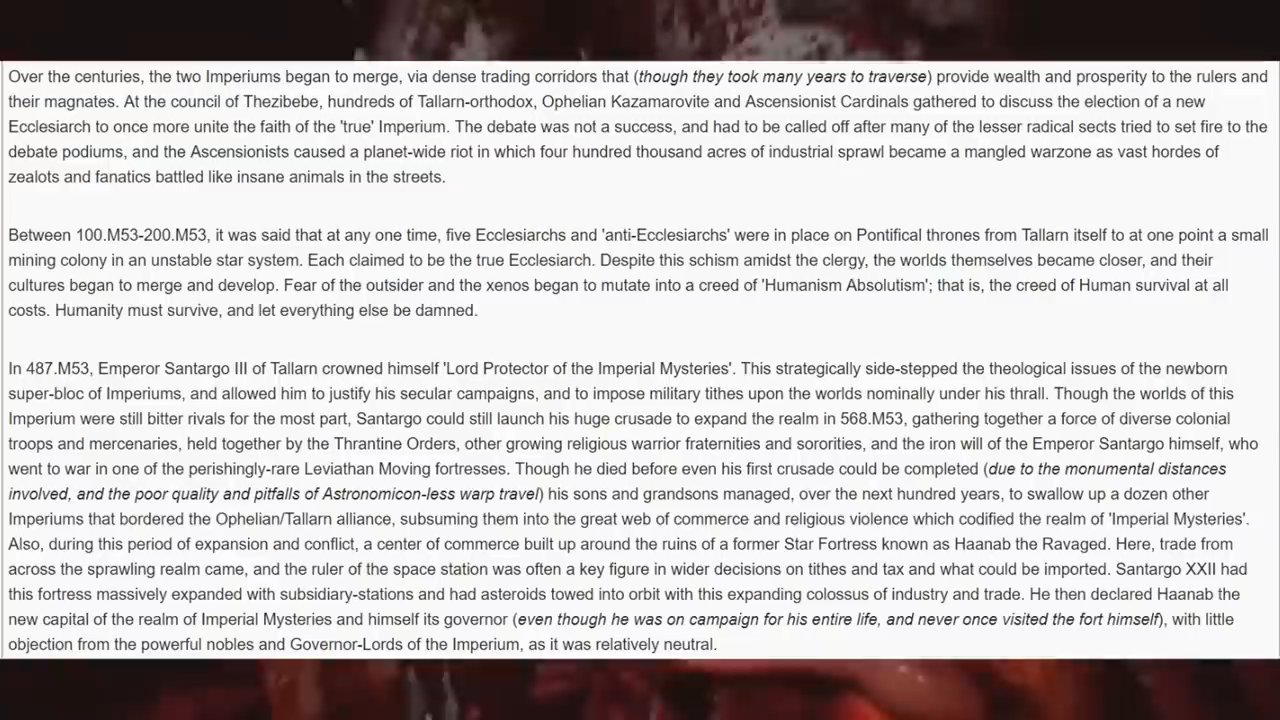 Over the centuries, the two Imperiums began to merge, via dense trading corridors that (though they took many years to traverse) provide wealth and prosperity to the rulers and
their magnates. At the council of Thezibebe, hundreds of Tallarn-orthodox, Ophelian Kazamarovite and Ascensionist Cardinals gathered to discuss the election of a new
Ecclesiarch to once more unite the faith of the 'true' Imperium. The debate was not a success, and had to be called off after many of the lesser radical sects tried to set fire to the
debate podiums, and the Ascensionists caused a planet-wide riot in which four hundred thousand acres of industrial sprawl became a mangled warzone as vast hordes of
zealots and fanatics battled like insane animals in the streets.
Between 100.M53-200.M53, it was said that at any one time, five Ecclesiarchs and 'anti-Ecclesiarchs' were in place on Pontifical thrones from Tallarn itself to at one point a small
mining colony in an unstable star system. Each claimed to be the true Ecclesiarch. Despite this schism amidst the clergy, the worlds themselves became closer, and their
cultures began to merge and develop. Fear of the outsider and the xenos began to mutate into a creed of 'Humanism Absolutism'; that is, the creed of Human survival at all
costs. Humanity must survive, and let everything else be damned.
In 487.M53, Emperor Santargo III of Tallarn crowned himself 'Lord Protector of the Imperial Mysteries'. This strategically side-stepped the theological issues of the newborn
super-bloc of Imperiums, and allowed him to justify his secular campaigns, and to impose military tithes upon the worlds nominally under his thrall. Though the worlds of this
Imperium were still bitter rivals for the most part, Santargo could still launch his huge crusade to expand the realm in 568.M53, gathering together a force of diverse colonial
troops and mercenaries, held together by the Thrantine Orders, other growing religious warrior fraternities and sororities, and the iron will of the Emperor Santargo himself, who
went to war in one of the perishingly-rare Leviathan Moving fortresses. Though he died before even his first crusade could be completed (due to the monumental distances
involved, and the poor quality and pitfalls of Astronomicon-less warp travel) his sons and grandsons managed, over the next hundred years, to swallow up a dozen other
Imperiums that bordered the Ophelian/Tallarn alliance, subsuming them into the great web of commerce and religious violence which codified the realm of 'Imperial Mysteries'.
Also, during this period of expansion and conflict, a center of commerce built up around the ruins of a former Star Fortress known as Haanab the Ravaged. Here, trade from
across the sprawling realm came, and the ruler of the space station was often a key figure in wider decisions on tithes and tax and what could be imported. Santargo XXII had
this fortress massively expanded with subsidiary-stations and had asteroids towed into orbit with this expanding colossus of industry and trade. He then declared Haanab the
new capital of the realm of Imperial Mysteries and himself its governor (even though he was on campaign for his entire life, and never once visited the fort himself), with little
objection from the powerful nobles and Governor-Lords of the Imperium, as it was relatively neutral.